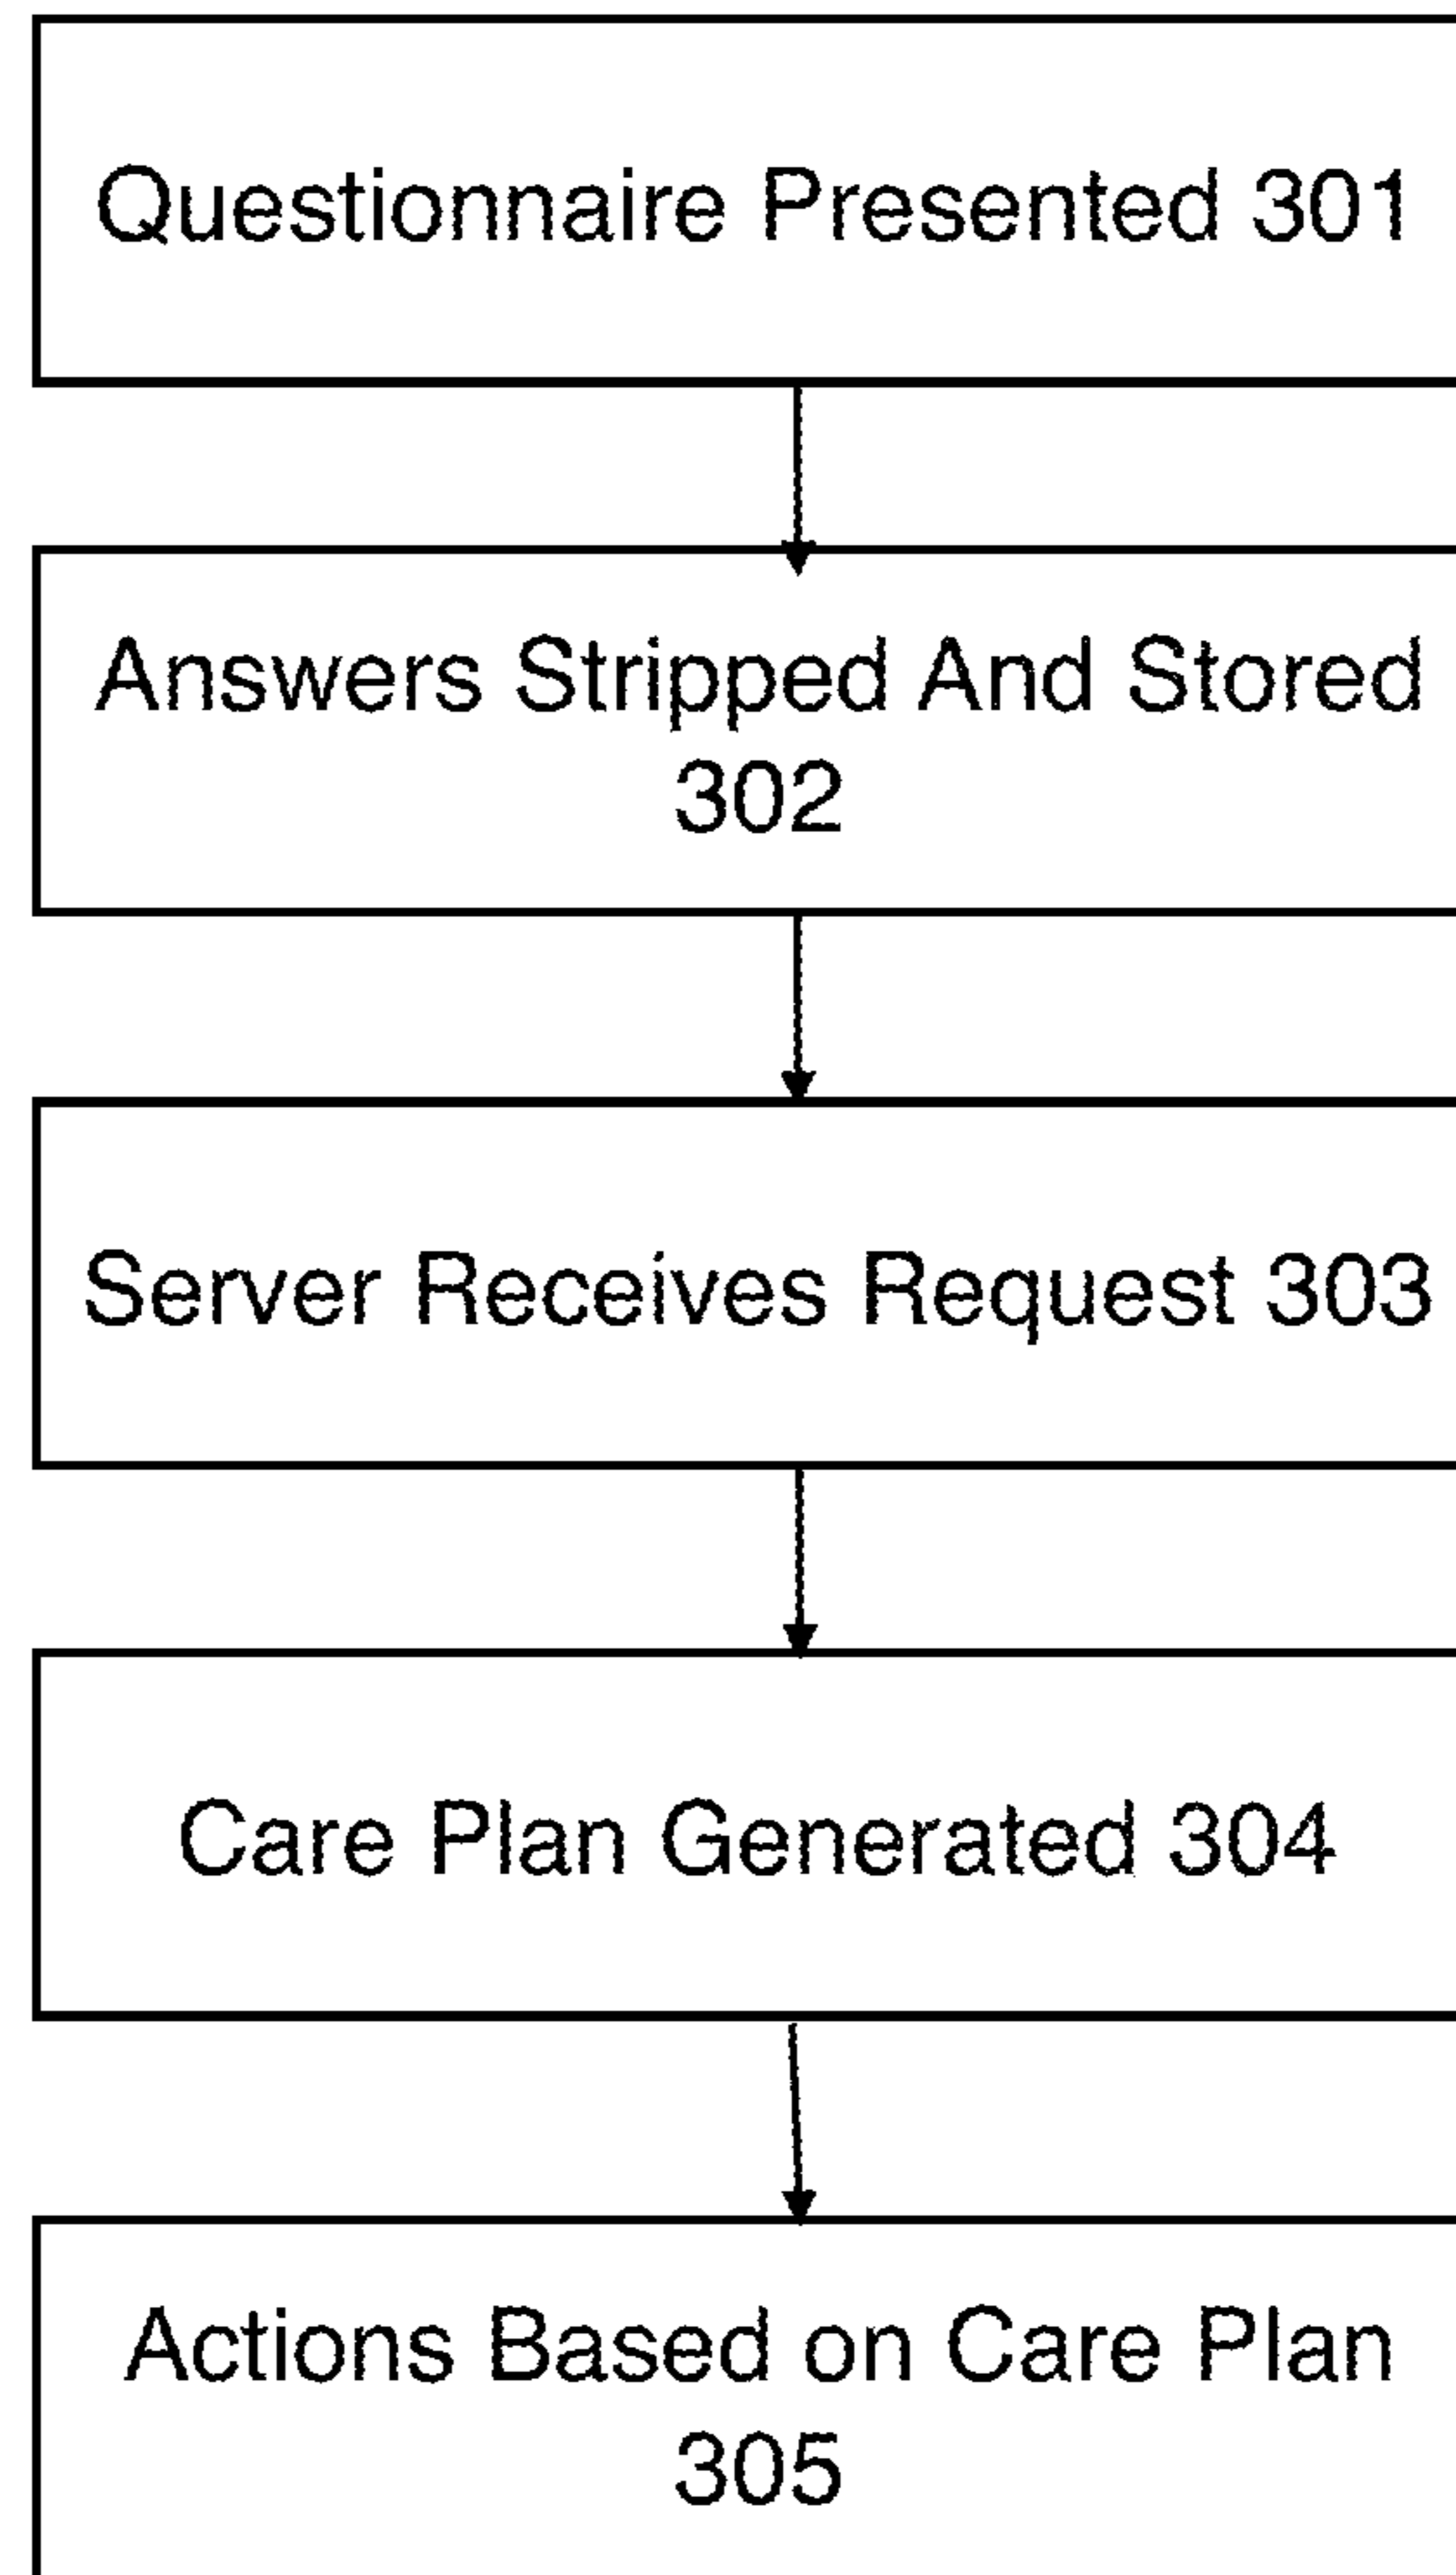 Questionnaire Presented 301
Answers Stripped And Stored
302
Server Receives Request 303
Care Plan Generated 304
Actions Based on Care Plan
305